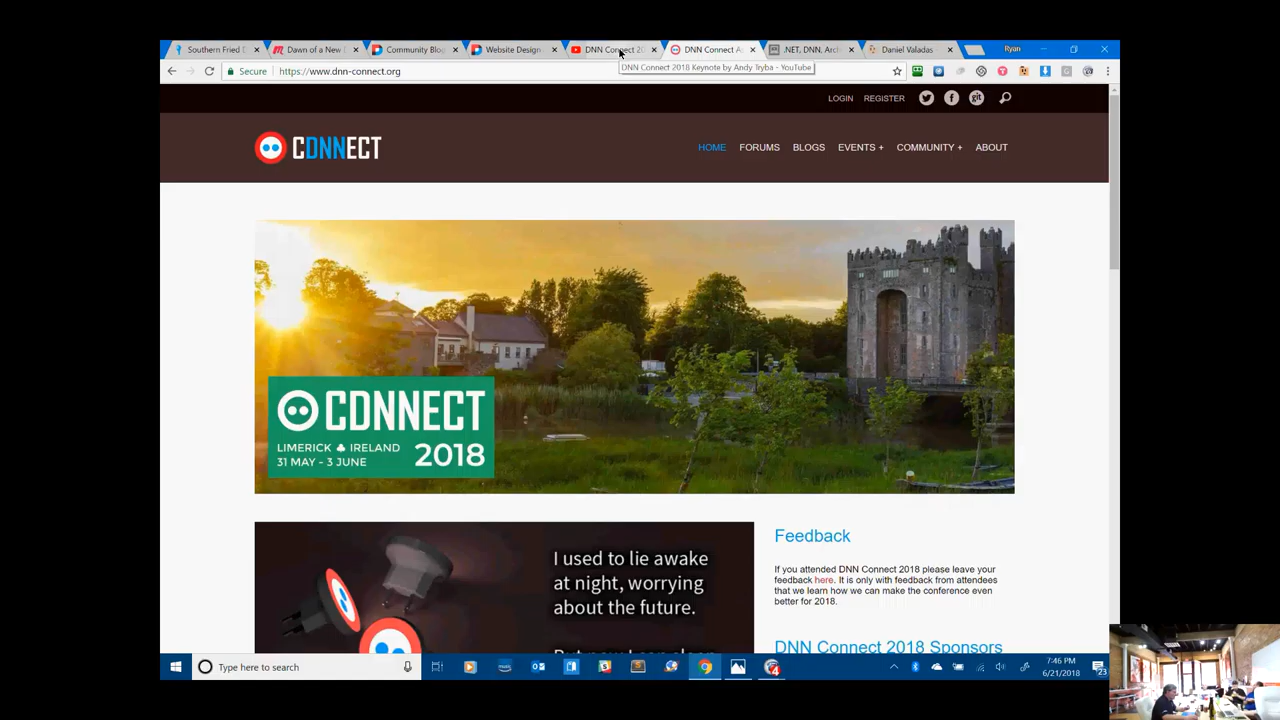 Southern Fried D
Dawn of a New D
Community Blog
Website Design
DNN Connect 20
DNN Connect As
.NET, DNN, Arch
Daniel Valadas -
Ryan
Secure
https://www.dnn-connect.org
DNN Connect 2018 Keynote by Andy Tryba - YouTube
LOGIN
REGISTER
git
CDNNECT
HOME
FORUMS
BLOGS
EVENTS +
COMMUNITY +
ABOUT
CDNNECT
LIMERICK ♣ IRELAND
31 MAY - 3 JUNE
2018
I used to lie awake
at night, worrying
about the future.
Feedback
If you attended DNN Connect 2018 please leave your
feedback here. It is only with feedback from attendees
that we learn how we can make the conference even
better for 2018.
DNN Connect 2018 Sponsors
Type here to search
7:46 PM
6/21/2018
23